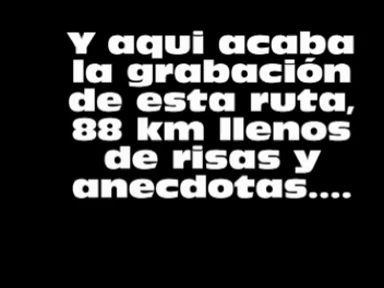 Y aqui acaba
la grabación
de esta ruta,
88 km llenos
de risas y
anecdotas....